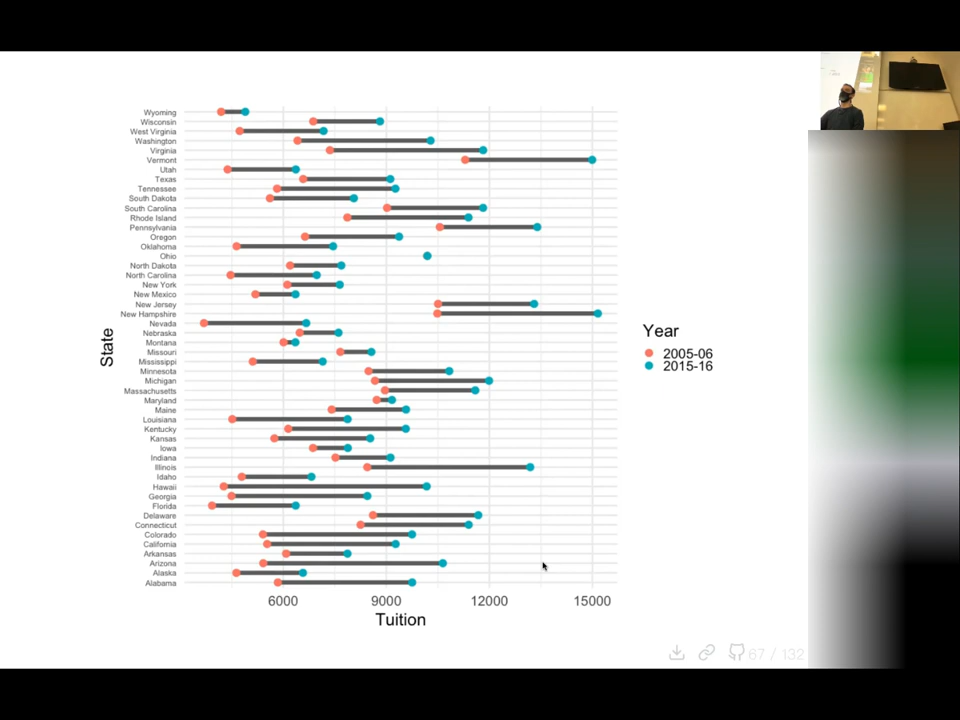 Wyoming
Wisconsin
West Virginia
Washington
Virginia
Vermont
Utah
Texas
Tennessee
South Dakota
South Carolina
Rhode Island
Pennsylvania
Oregon
Oklahoma
Ohio
North Dakota
North Carolina
New York
New Mexico
New Jersey
New Hampshire
Nevada
Nebraska
Montana
Missouri
Mississippi
Minnesota
Michigan
Massachusetts
Maryland
Maine
Louisiana
Kentucky
Kansas
Iowa
Indiana
Illinois
Idaho
Hawaii
Georgia
Florida
Delaware
Connecticut
Colorado
California
Arkansas
Arizona
Alaska
Alabama
State
6000 9000 12000 15000
Tuition
Year
2005-06
2015-16
67 / 132